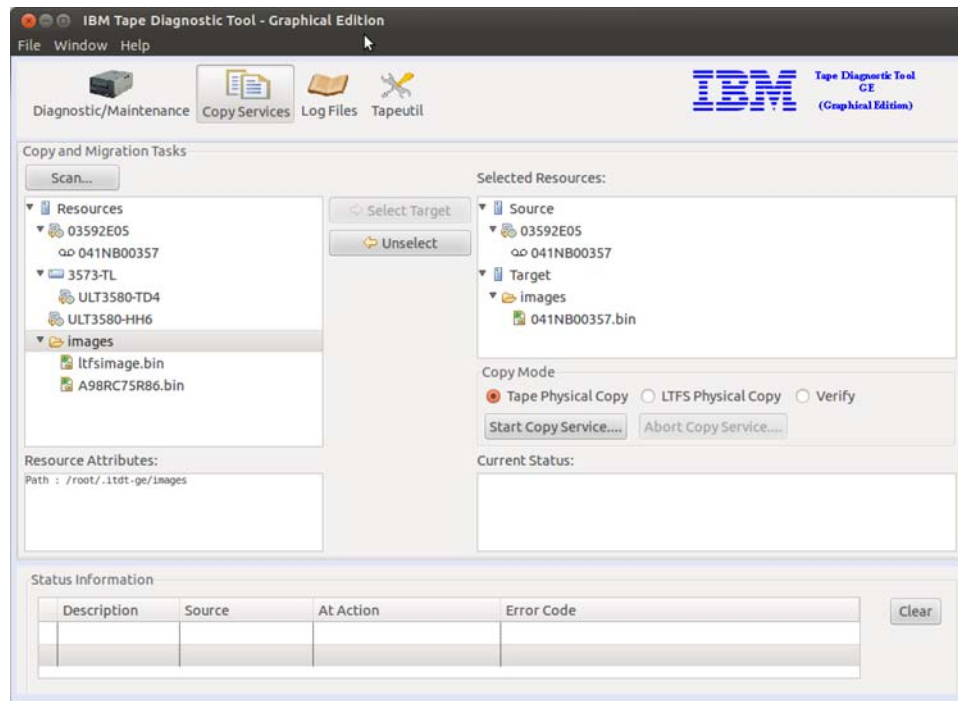 IBM Tape Diagnostic Tool - Graphical Edition
File Window Help
Diagnostic/Maintenance Copy Services Log Files Tapeutil
IBM
Tape Diagnostic Tool
GE
(Graphical Edition)
Copy and Migration Tasks
Scan...
Resources
03592E05
041NB00357
3573-TL
ULT3580-TD4
ULT3580-HH6
images
ltfsimage.bin
A98RC75R86.bin
Select Target
Unselect
Selected Resources:
Source
03592E05
041NB00357
Target
images
041NB00357.bin
Copy Mode
Tape Physical Copy LTFS Physical Copy Verify
Start Copy Service.... Abort Copy Service....
Resource Attributes:
Path : /root/.itdt-ge/images
Current Status:
Status Information
Description Source At Action Error Code
Clear